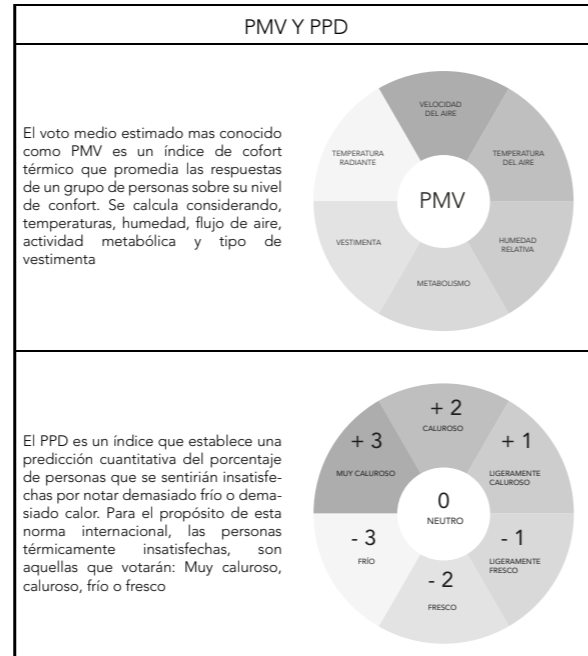 PMV Y PPD
El voto medio estimado mas conocido
como PMV es un índice de cofort
térmico que promedia las respuestas
de un grupo de personas sobre su nivel
de confort. Se calcula considerando,
temperaturas, humedad, flujo de aire,
actividad metabólica y tipo de
vestimenta
VELOCIDAD
DEL AIRE
TEMPERATURA
RADIANTE
TEMPERATURA
DEL AIRE
PMV
VESTIMENTA
HUMEDAD
RELATIVA
METABOLISMO
El PPD es un índice que establece una
predicción cuantitativa del porcentaje
de personas que se sentirán insatisfe-
chas por notar demasiado frío o dema-
siado calor. Para el propósito de esta
norma internacional, las personas
térmicamente insatisfechas, son
aquellas que votarán: Muy caluroso,
caluroso, frío o fresco
+ 2
CALUROSO
+ 3
MUY CALUROSO
+ 1
LIGERAMENTE
CALUROSO
0
NEUTRO
- 3
FRÍO
- 1
LIGERAMENTE
FRESCO
- 2
FRESCO